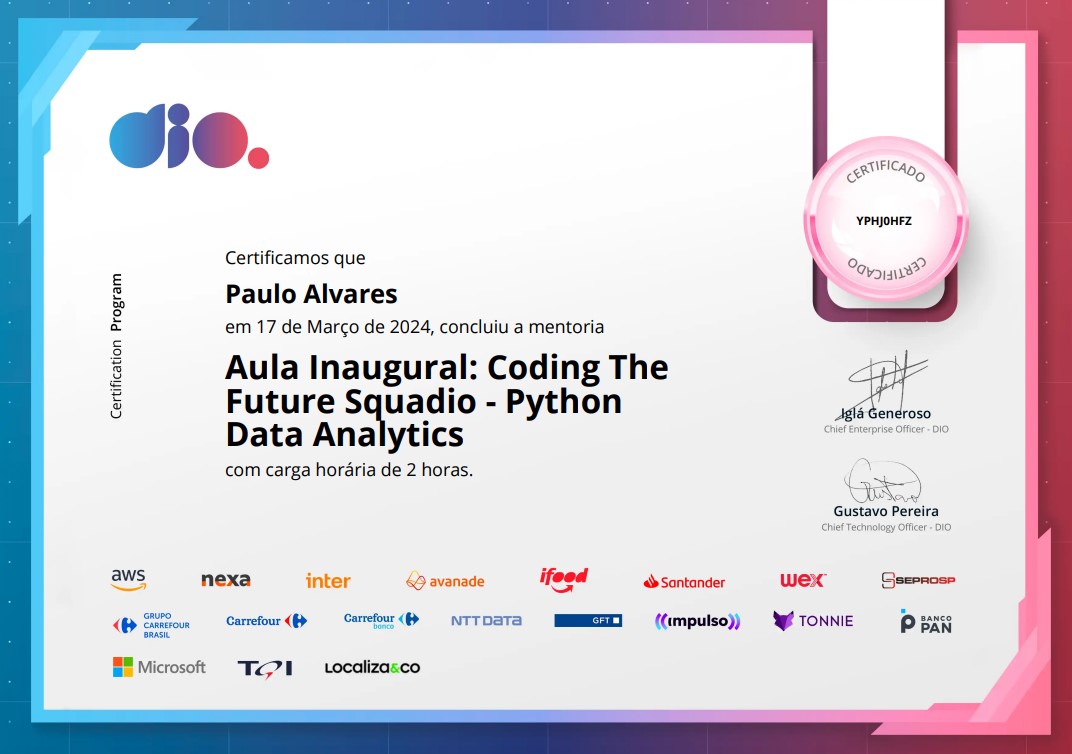 dio.
CERTIFICADO
YPHJ0HFZ
CERTIFICADO
Certification Program
Certificamos que
Paulo Alvares
em 17 de Março de 2024, concluiu a mentoria
Aula Inaugural: Coding The
Future Squadio - Python
Data Analytics
com carga horária de 2 horas.
Iglá Generoso
Chief Enterprise Officer - DIO
Gustavo
Gustavo Pereira
Chief Technology Officer - DIO
aws nexa inter avanade ifood Santander wex SEPROSP
GRUPO
CARREFOUR
BRASIL
Carrefour Carrefour
banco
NTT DATA GFT impulso TONNIE BANCO
PAN
Microsoft TQI Localiza&co